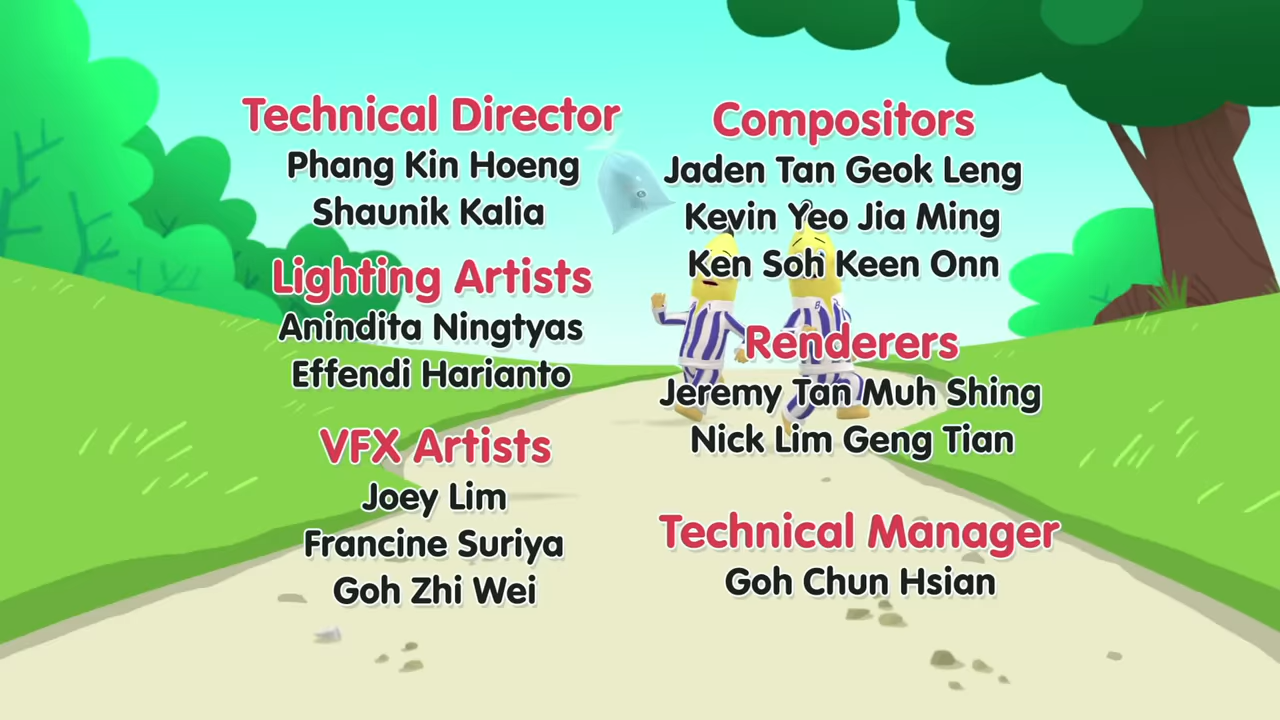 Technical Director
Phang Kin Hoeng
Shaunik Kalia
Lighting Artists
Anindita Ningtyas
Effendi Harianto
VFX Artists
Joey Lim
Francine Suriya
Goh Zhi Wei
Compositors
Jaden Tan Geok Leng
Kevin Yeo Jia Ming
Ken Soh Keen Onn
Renderers
Jeremy Tan Muh Shing
Nick Lim Geng Tian
Technical Manager
Goh Chun Hsian